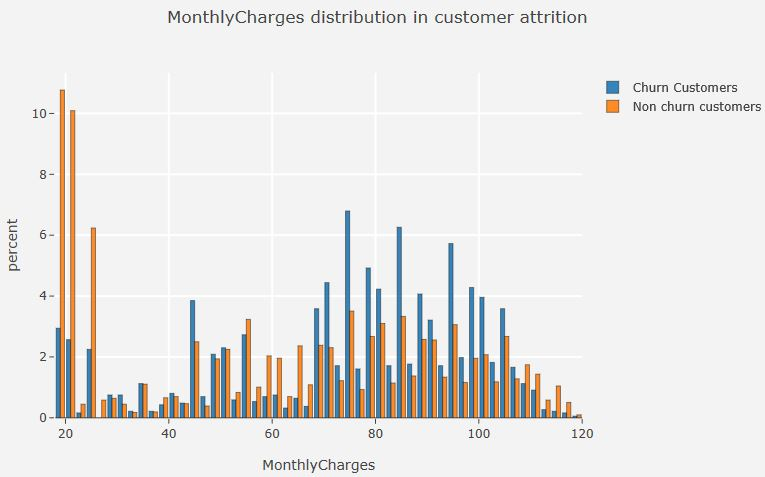 MonthlyCharges distribution in customer attrition
Churn Customers
Non churn customers
10
8
6
4
2
0
percent
20
40
60
80
100
120
MonthlyCharges